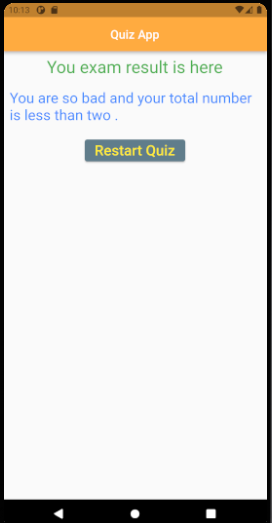 10:13
Quiz App
You exam result is here
You are so bad and your total number
is less than two .
Restart Quiz